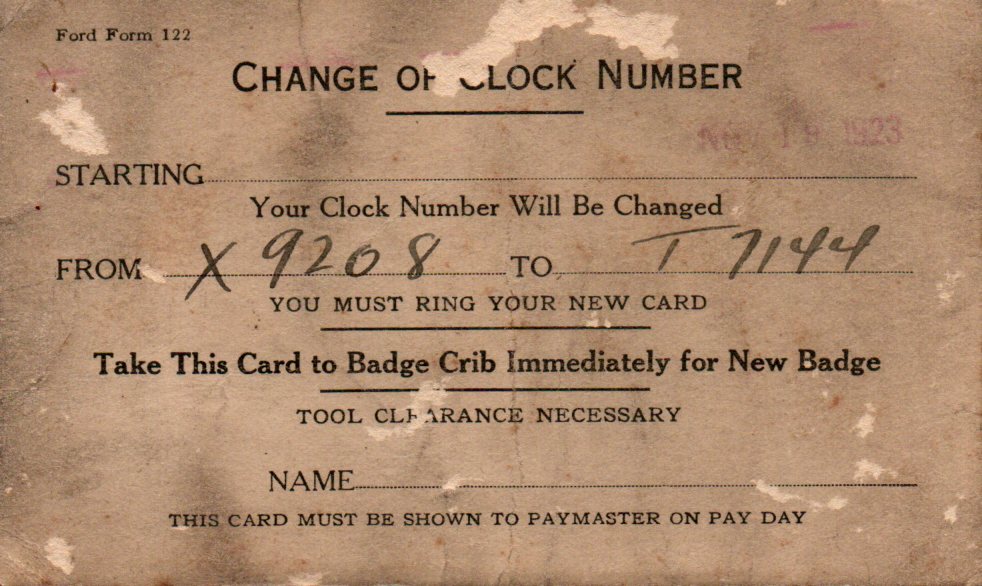 Ford Form 122
CHANGE OF CLOCK NUMBER
NOV 18 1923
STARTING
Your Clock Number Will Be Changed
FROM X 9208 TO T 7144
YOU MUST RING YOUR NEW CARD
Take This Card to Badge Crib Immediately for New Badge
TOOL CLEARANCE NECESSARY
NAME
THIS CARD MUST BE SHOWN TO PAYMASTER ON PAY DAY